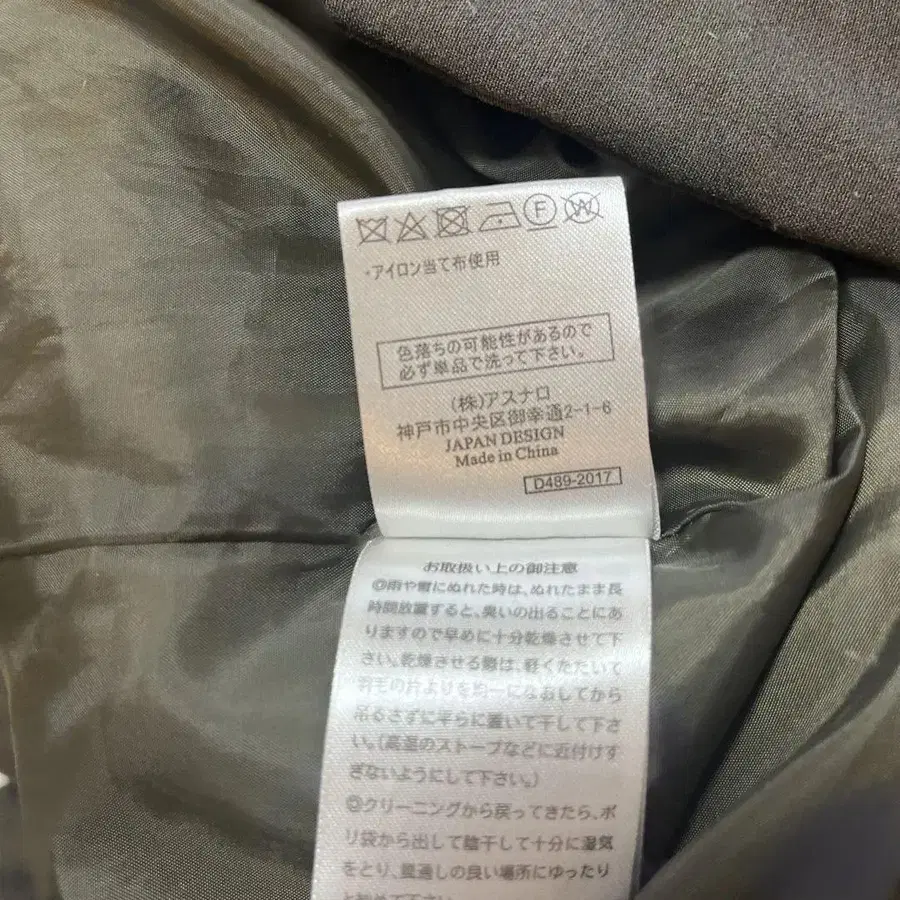 F W
・アイロン当て布使用
色落ちの可能性があるので
必ず単品で洗って下さい。
(株)アスナロ
神戸市中央区御幸通2-1-6
JAPAN DESIGN
Made in China
D489-2017
お取扱い上の御注意
◎雨や雪にぬれた時は、ぬれたまま長
時間放置すると、臭いの出ることにあ
りますので早めに十分乾燥させて下
さい。乾燥させる際は、軽くたたいて
羽毛の片よりを均一になおしてから
吊るさずに平らに置いて干して下さ
い。(高温のストーブなどに近付けす
ぎないようにして下さい。)
◎クリーニングから戻ってきたら、ポ
リ袋から出して陰干して十分に湿気
をとり、風通しの良い場所にゆったり